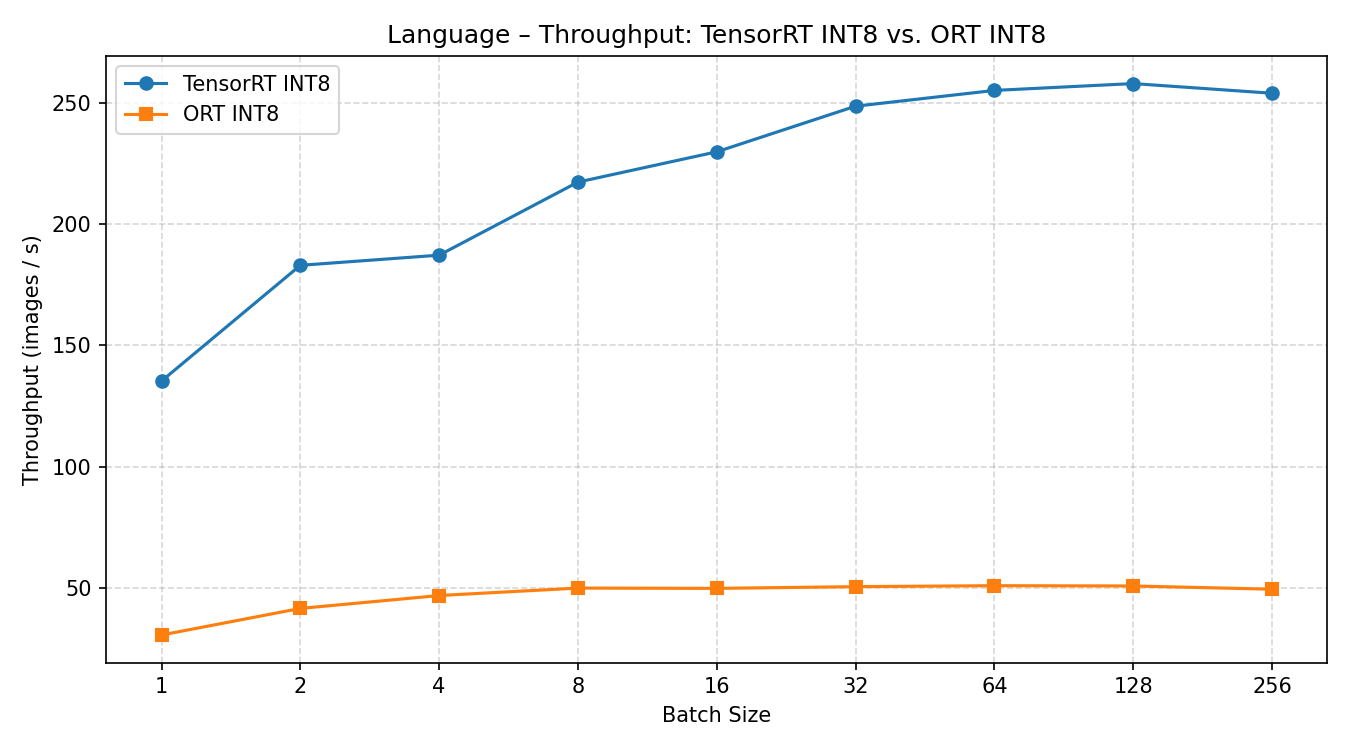 Language – Throughput: TensorRT INT8 vs. ORT INT8
TensorRT INT8
ORT INT8
Throughput (images / s)
250
200
150
100
50
1 2 4 8 16 32 64 128 256
Batch Size